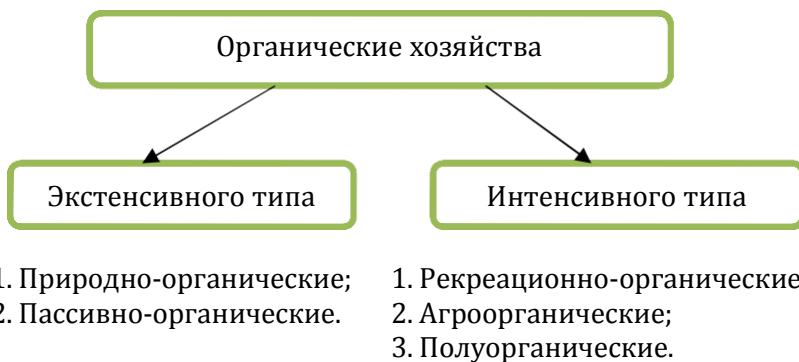 Органические хозяйства
Экстенсивного типа
Интенсивного типа
1. Природно-органические;
2. Пассивно-органические.
1. Рекреационно-органические
2. Агроорганические;
3. Полуорганические.